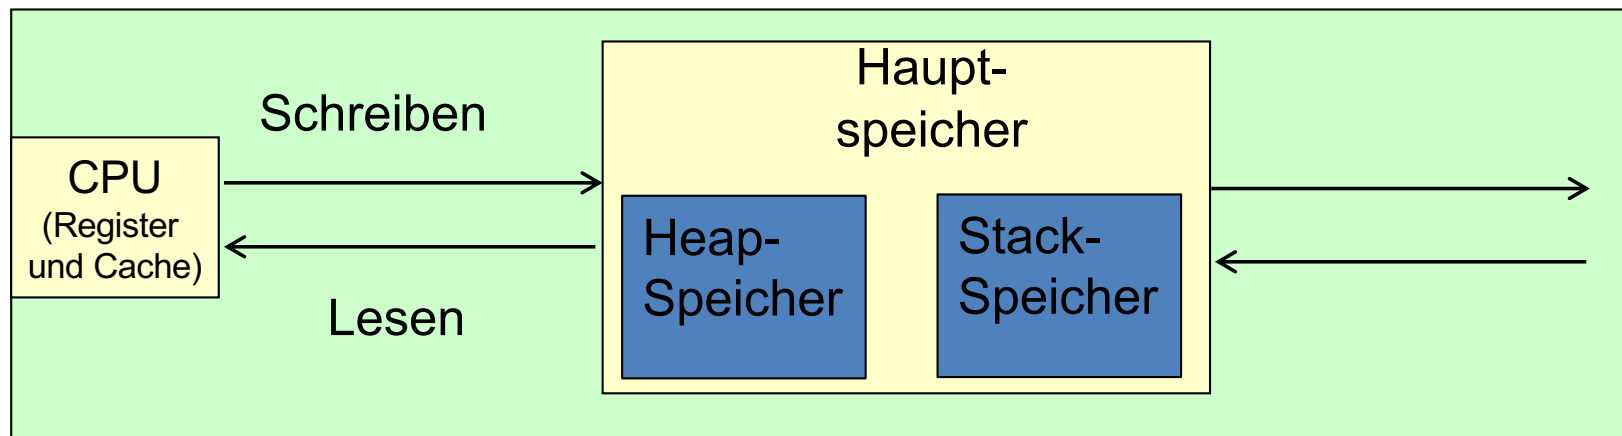 CPU
(Register
und Cache)
Schreiben
Lesen
Haupt-
speicher
Heap-
Speicher
Stack-
Speicher